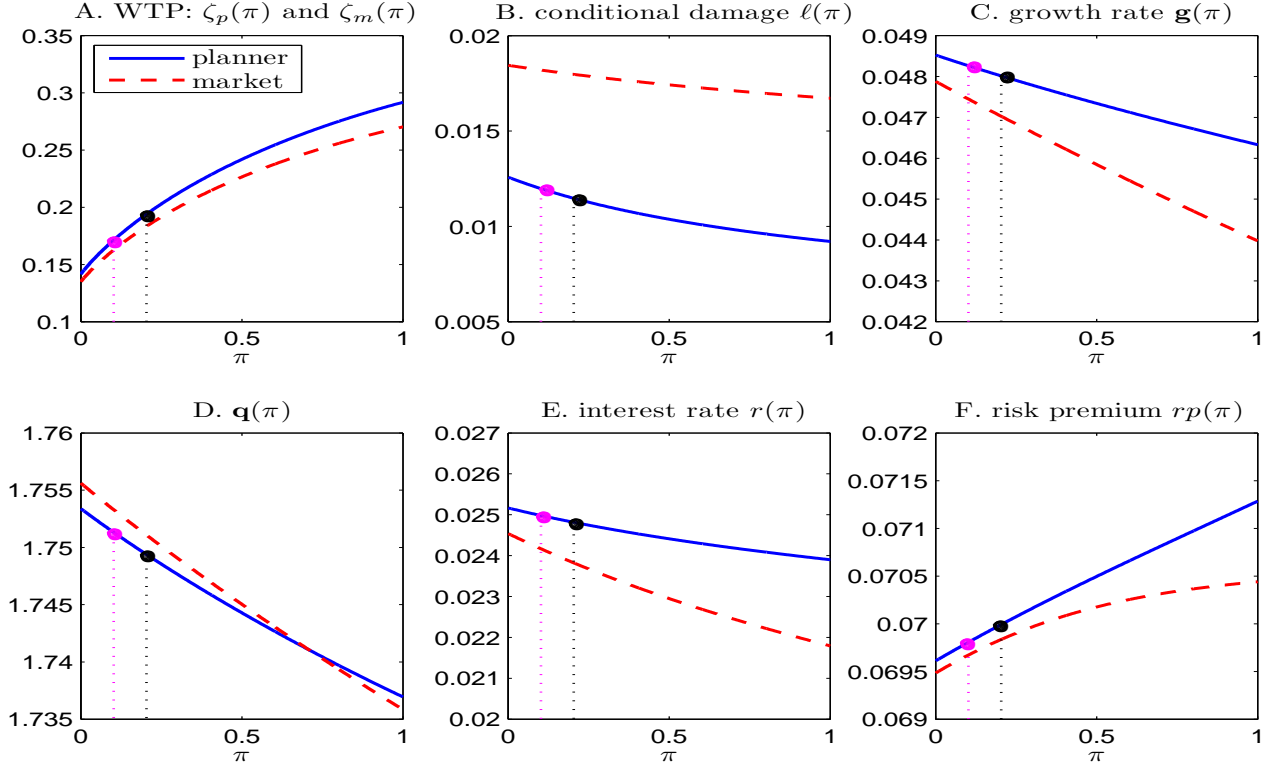 A. WTP: ζp(π) and ζm(π)
0.35
0.3
0.25
0.2
0.15
0.1
planner
market
0 0.5 1
π
B. conditional damage ℓ(π)
0.02
0.015
0.01
0.005
0 0.5 1
π
C. growth rate g(π)
0.049
0.048
0.047
0.046
0.045
0.044
0.043
0.042
0 0.5 1
π
D. q(π)
1.76
1.755
1.75
1.745
1.74
1.735
0 0.5 1
π
E. interest rate r(π)
0.027
0.026
0.025
0.024
0.023
0.022
0.021
0.02
0 0.5 1
π
F. risk premium rp(π)
0.072
0.0715
0.071
0.0705
0.07
0.0695
0.069
0 0.5 1
π